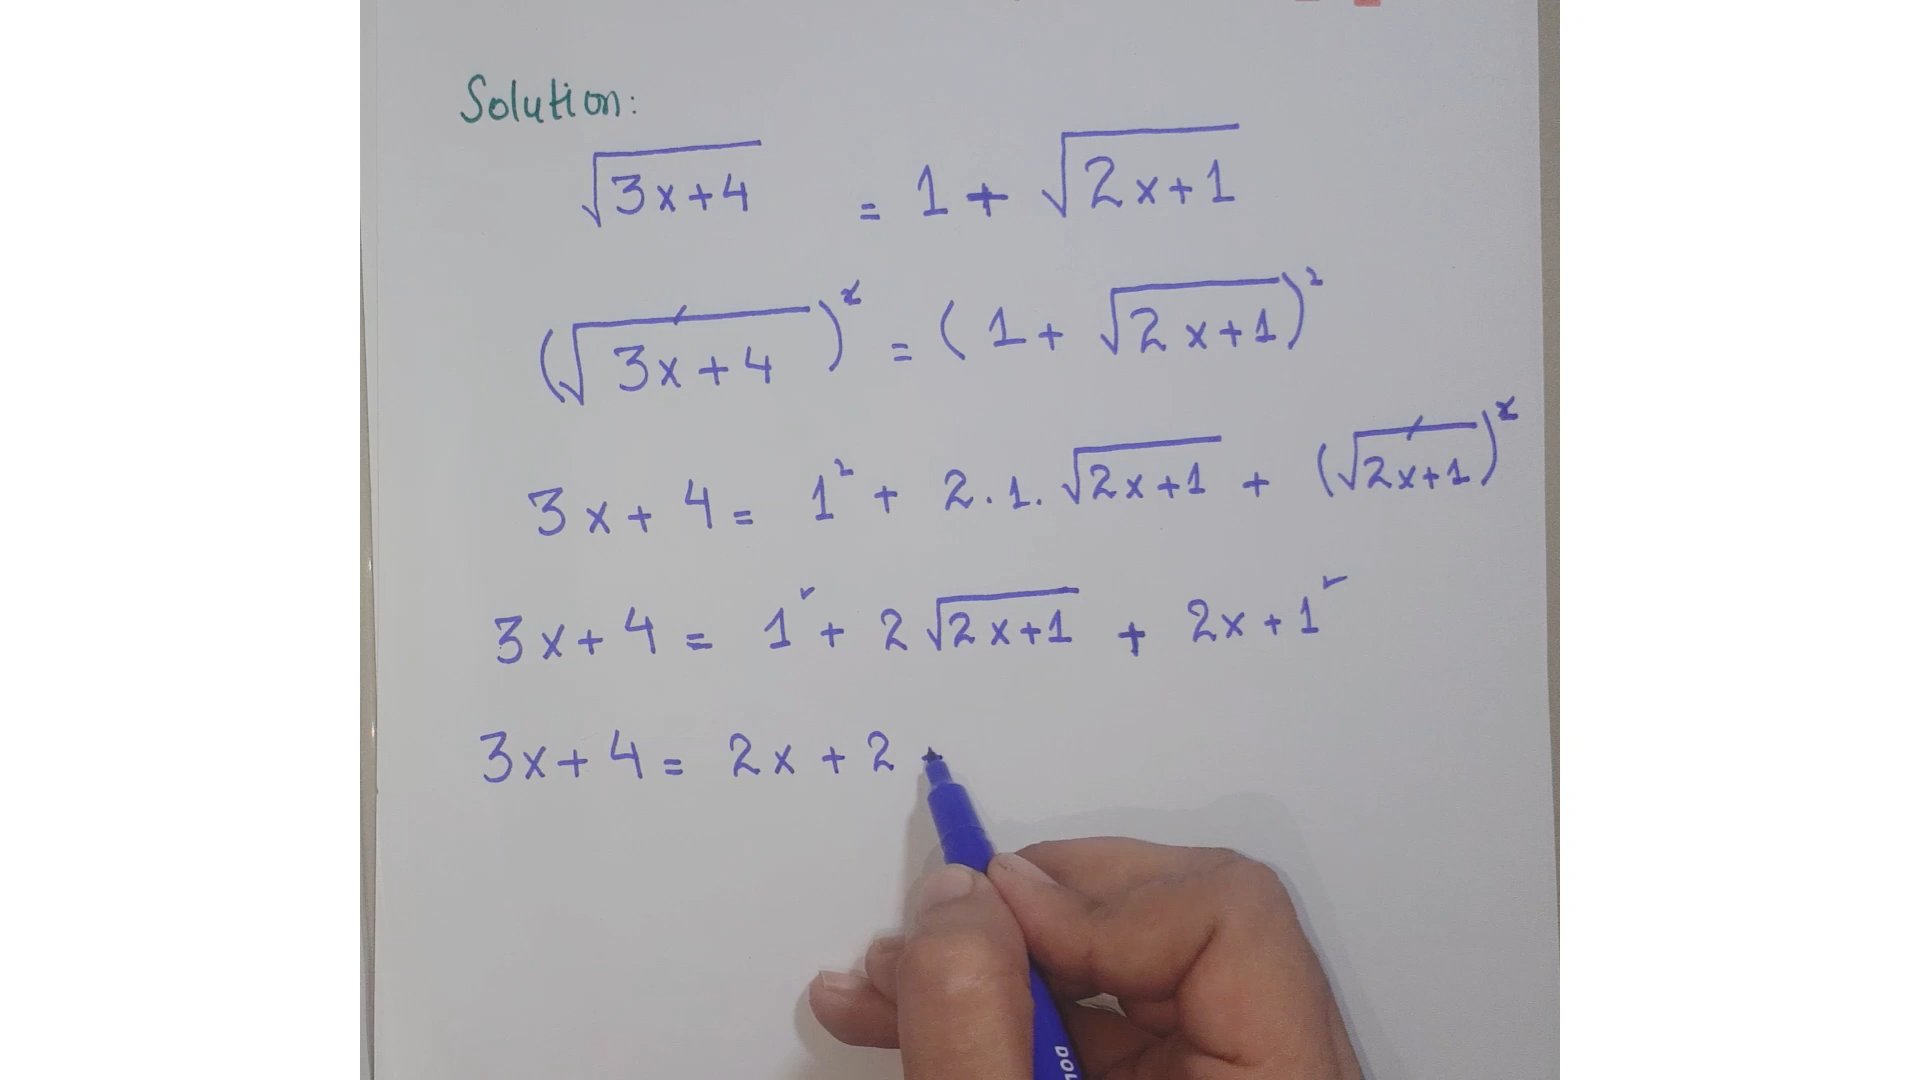 Solution:
√(3x+4) = 1 + √(2x+1)
(√(3x+4))² = (1 + √(2x+1))²
3x + 4 = 1² + 2.1.√(2x+1) + (√(2x+1))²
3x + 4 = 1 + 2√(2x+1) + 2x + 1
3x + 4 = 2x + 2 +